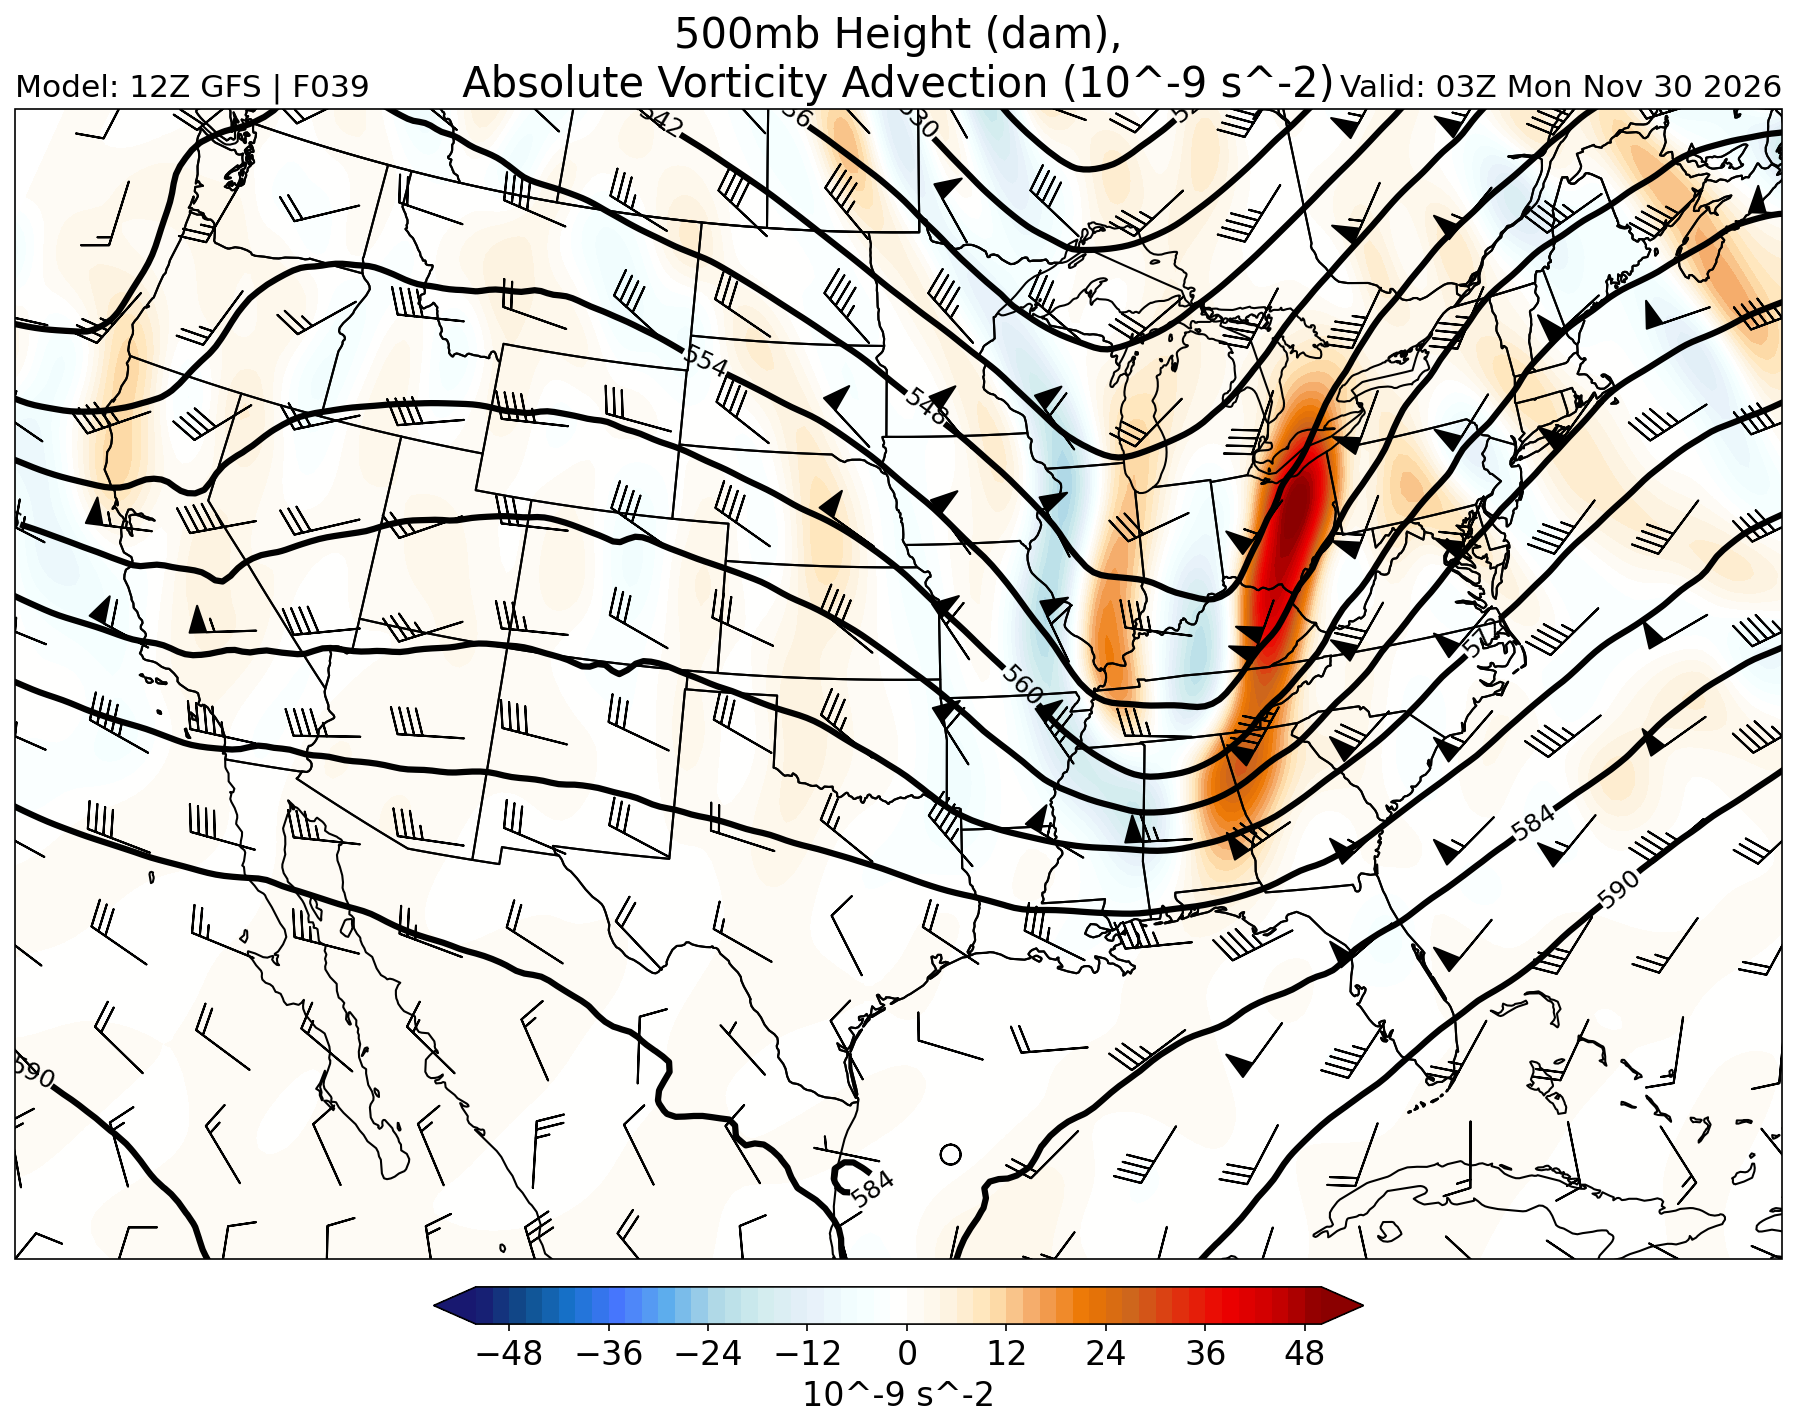 500mb Height (dam),
Model: 12Z GFS | F039
Absolute Vorticity Advection (10^-9 s^-2)
Valid: 03Z Mon Nov 30 2026
542
530
554
548
560
572
584
590
590
584
−48 −36 −24 −12 0 12 24 36 48
10^-9 s^-2